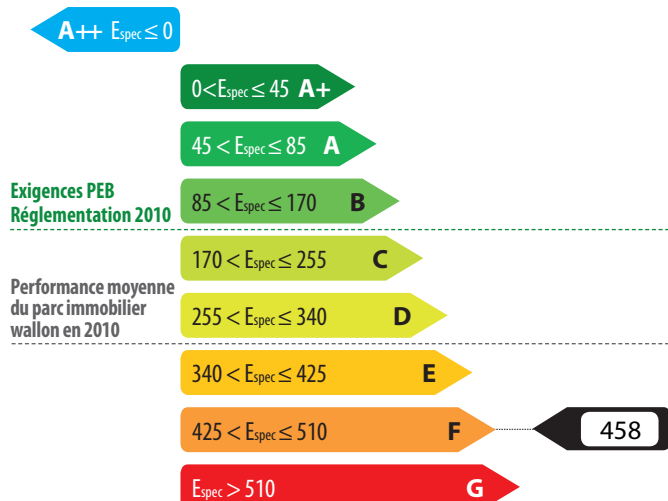 A++ Espec ≤ 0
0<Espec ≤ 45 A+
45 < Espec ≤ 85 A
Exigences PEB
Réglementation 2010
85 < Espec ≤ 170 B
170 < Espec ≤ 255 C
Performance moyenne
du parc immobilier
wallon en 2010
255 < Espec ≤ 340 D
340 < Espec ≤ 425 E
425 < Espec ≤ 510 F
458
Espec > 510 G